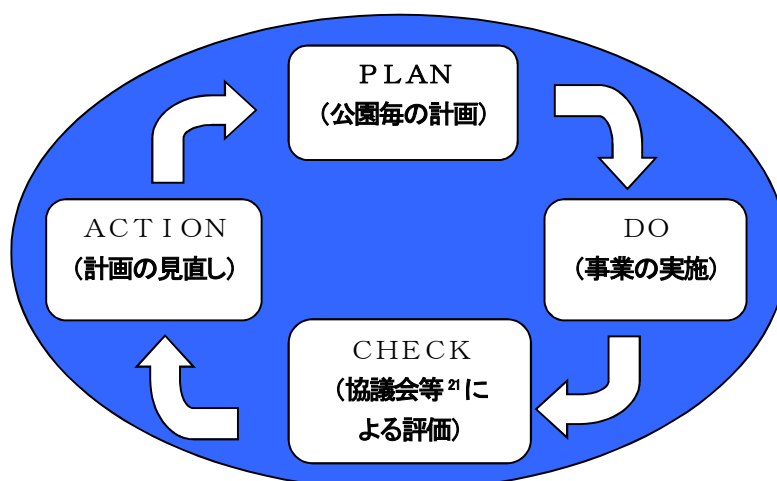 ＰＬＡＮ
（公園毎の計画）
ＤＯ
（事業の実施）
ＣＨＥＣＫ
（協議会等21に
よる評価）
ＡＣＴＩＯＮ
（計画の見直し）